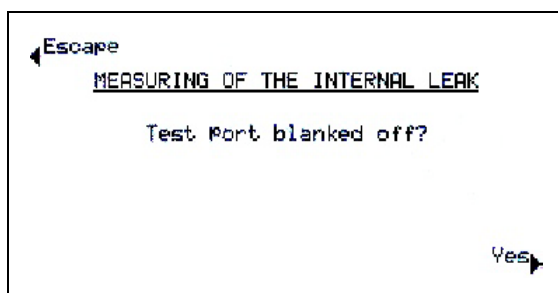 Escape
MEASURING OF THE INTERNAL LEAK
Test Port blanked off?
Yes